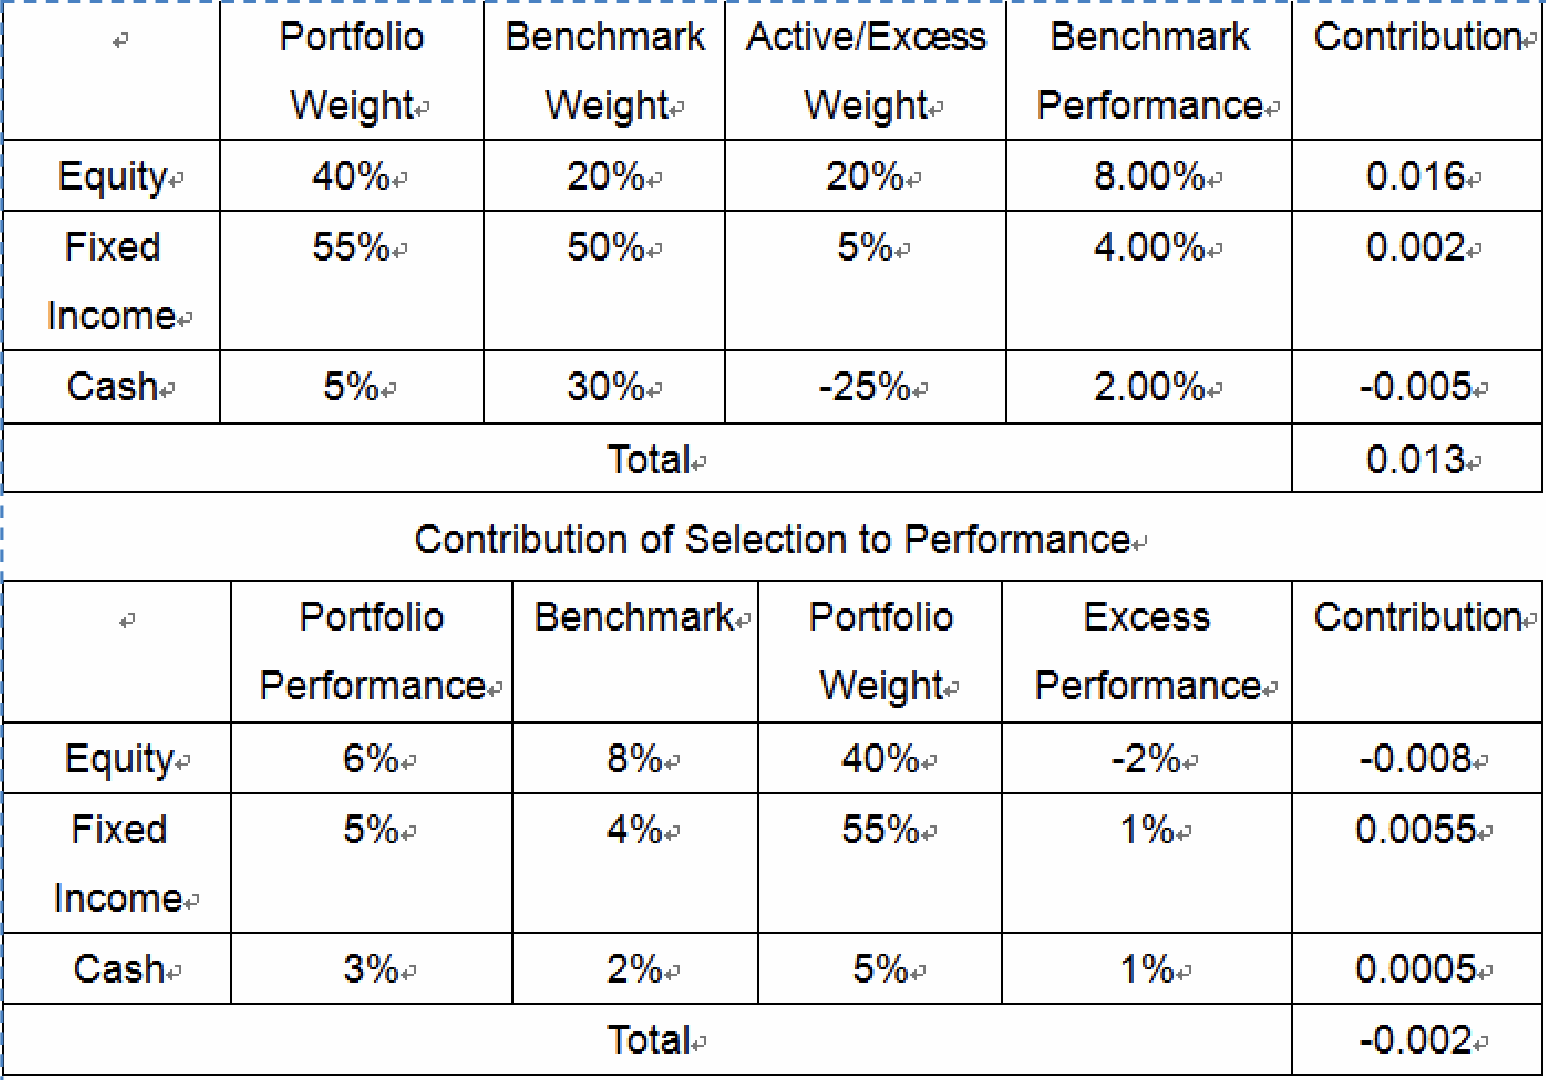 Portfolio Benchmark Active/Excess Benchmark Contribution
Weight Weight Weight Performance
Equity 40% 20% 20% 8.00% 0.016
Fixed 55% 50% 5% 4.00% 0.002
Income
Cash 5% 30% -25% 2.00% -0.005
Total 0.013
Contribution of Selection to Performance
Portfolio Benchmark Portfolio Excess Contribution
Performance Weight Performance
Equity 6% 8% 40% -2% -0.008
Fixed 5% 4% 55% 1% 0.0055
Income
Cash 3% 2% 5% 1% 0.0005
Total -0.002